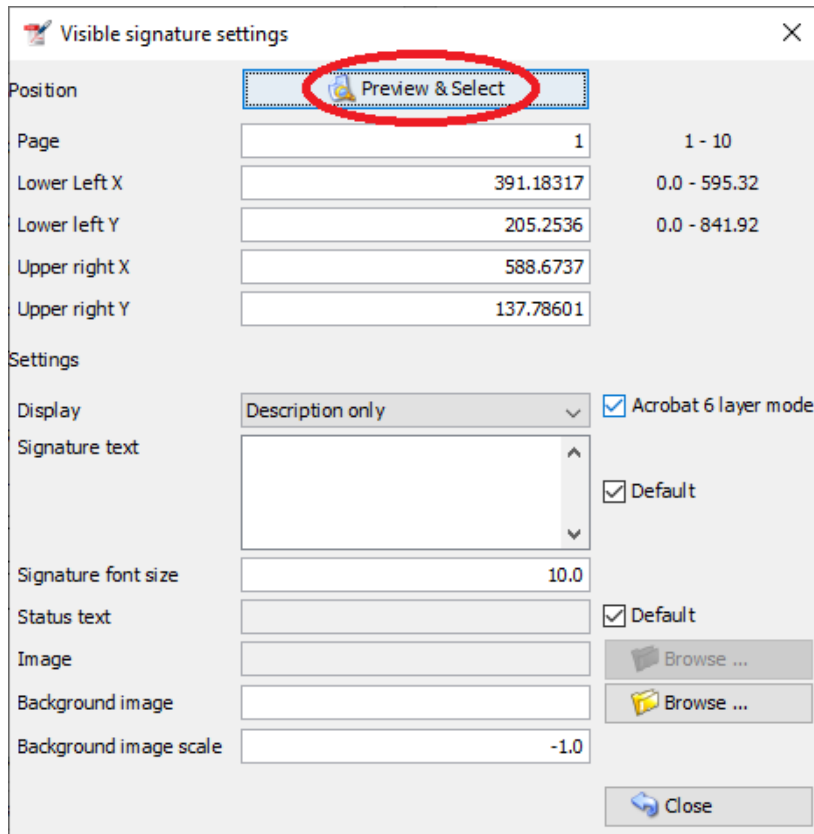 Visible signature settings
Position Preview & Select
Page 1 1 - 10
Lower Left X 391.18317 0.0 - 595.32
Lower left Y 205.2536 0.0 - 841.92
Upper right X 588.6737
Upper right Y 137.78601
Settings
Display Description only Acrobat 6 layer mode
Signature text
Default
Signature font size 10.0
Status text Default
Image Browse ...
Background image Browse ...
Background image scale -1.0
Close